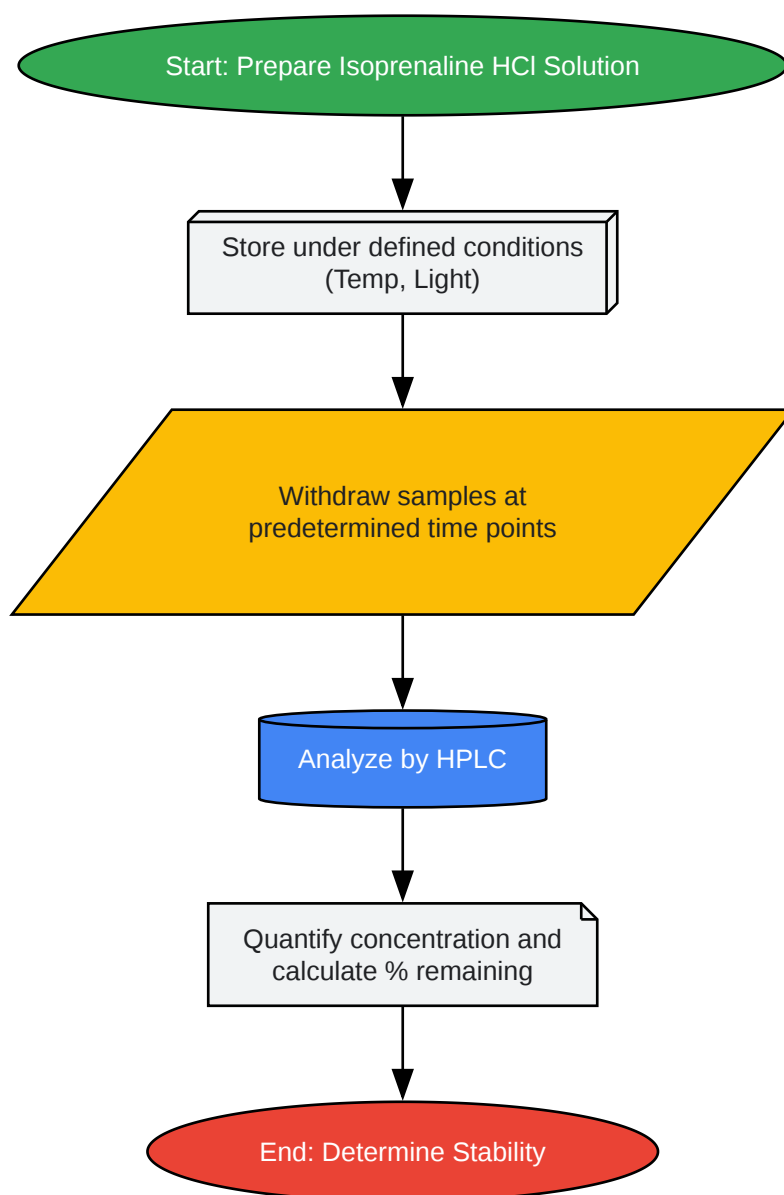 Start: Prepare Isoprenaline HCl Solution
Store under defined conditions
(Temp, Light)
Withdraw samples at
predetermined time points
Analyze by HPLC
Quantify concentration and
calculate % remaining
End: Determine Stability